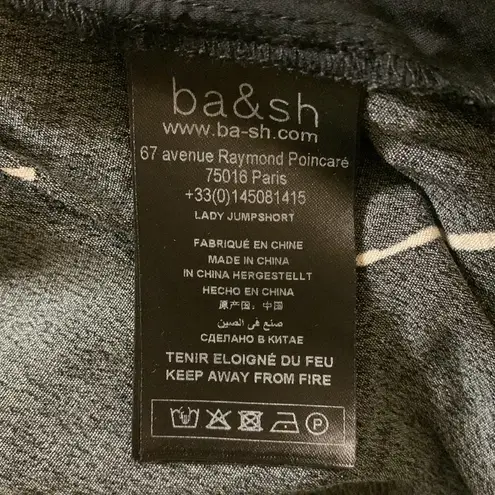 ba&sh
www.ba-sh.com
67 avenue Raymond Poincaré
75016 Paris
+33(0)145081415
LADY JUMPSHORT
FABRIQUÉ EN CHINE
MADE IN CHINA
IN CHINA HERGESTELLT
HECHO EN CHINA
原产国: 中国
صنع في الصين
СДЕЛАНО В КИТАЕ
TENIR ELOIGNÉ DU FEU
KEEP AWAY FROM FIRE
P